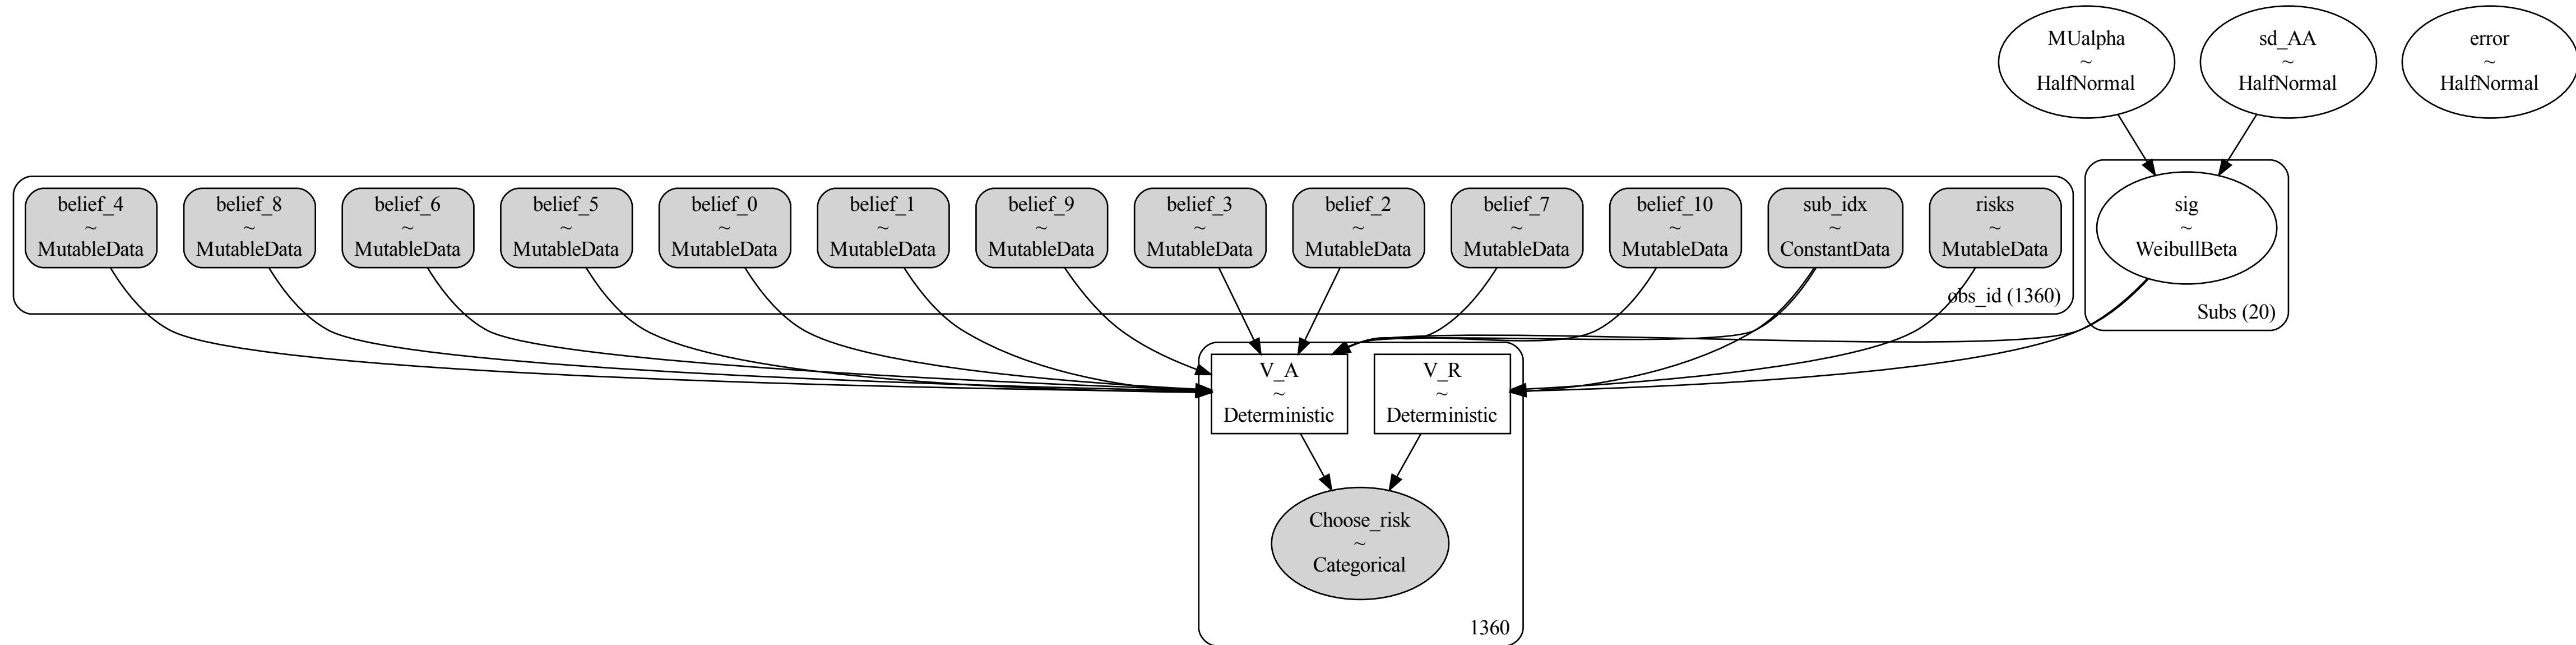 MUalpha
~
HalfNormal
sd_AA
~
HalfNormal
error
~
HalfNormal
belief_4
~
MutableData
belief_8
~
MutableData
belief_6
~
MutableData
belief_5
~
MutableData
belief_0
~
MutableData
belief_1
~
MutableData
belief_9
~
MutableData
belief_3
~
MutableData
belief_2
~
MutableData
belief_7
~
MutableData
belief_10
~
MutableData
sub_idx
~
ConstantData
risks
~
MutableData
obs_id (1360)
sig
~
WeibullBeta
Subs (20)
V_A
~
Deterministic
V_R
~
Deterministic
Choose_risk
~
Categorical
1360